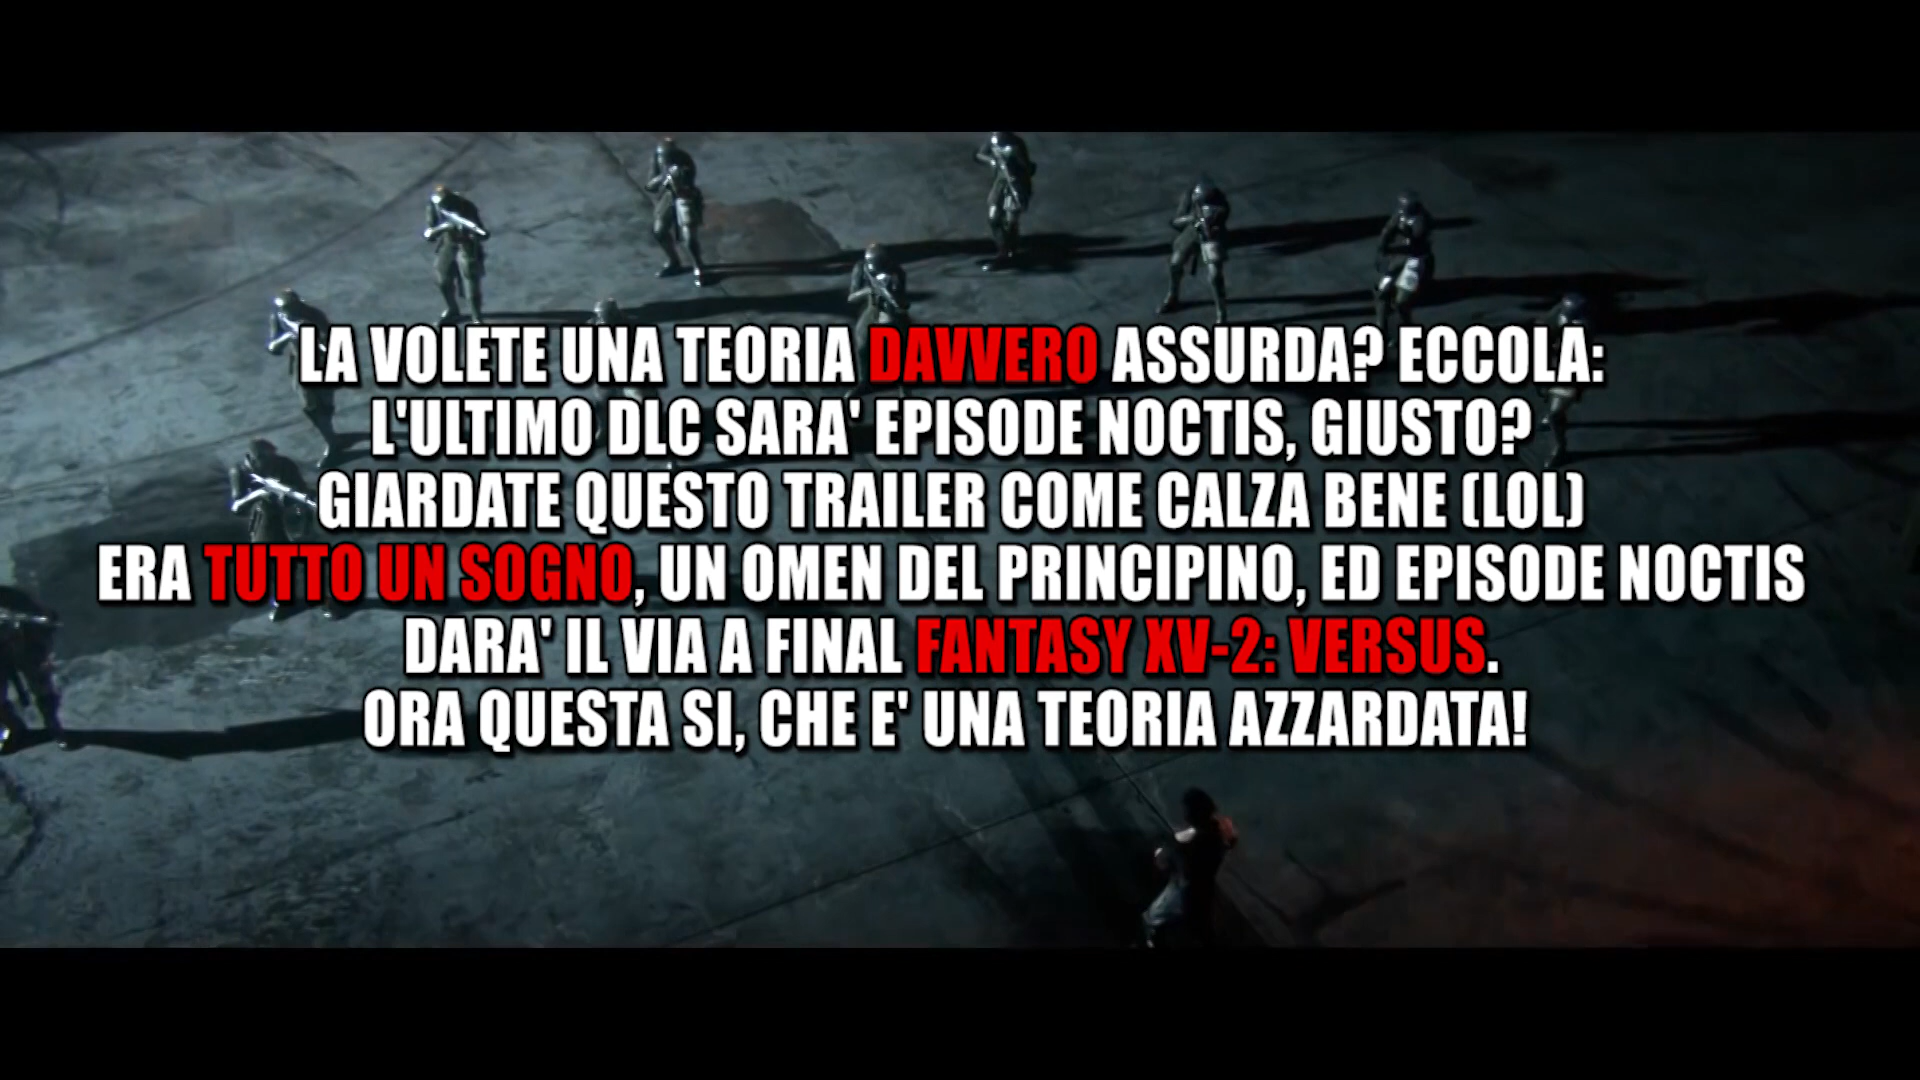 LA VOLETE UNA TEORIA DAVVERO ASSURDA? ECCOLA:
L'ULTIMO DLC SARA' EPISODE NOCTIS, GIUSTO?
GIARDATE QUESTO TRAILER COME CALZA BENE (LOL)
ERA TUTTO UN SOGNO, UN OMEN DEL PRINCIPINO, ED EPISODE NOCTIS
DARA' IL VIA A FINAL FANTASY XV-2: VERSUS.
ORA QUESTA SI, CHE E' UNA TEORIA AZZARDATA!